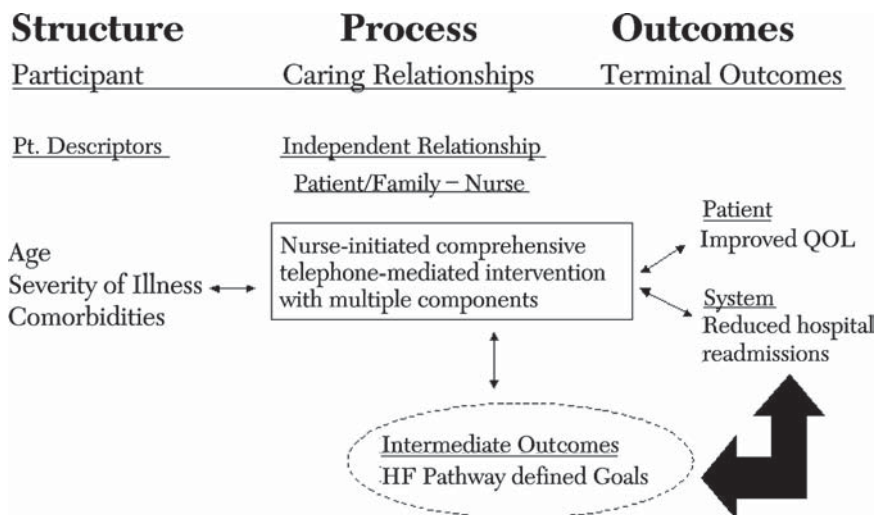 Structure Process Outcomes
Participant Caring Relationships Terminal Outcomes
Pt. Descriptors Independent Relationship
Patient/Family – Nurse
Age
Severity of Illness
Comorbidities
Nurse-initiated comprehensive
telephone-mediated intervention
with multiple components
Patient
Improved QOL
System
Reduced hospital
readmissions
Intermediate Outcomes
HF Pathway defined Goals